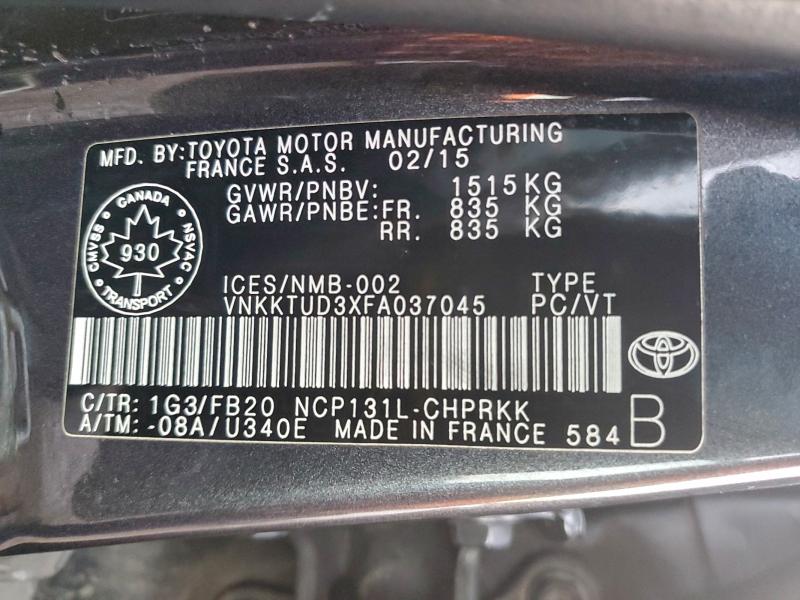 MFD. BY:TOYOTA MOTOR MANUFACTURING
FRANCE S.A.S. 02/15
GVWR/PNBV: 1515KG
GAWR/PNBE:FR. 835 KG
RR. 835 KG
CANADA
CMVSS 930 NSVAC
TRANSPORT
ICES/NMB-002 TYPE
VNKKTUD3XFA037045 PC/VT
C/TR: 1G3/FB20 NCP131L-CHPRKK
A/TM: -08A/U340E MADE IN FRANCE 584 B